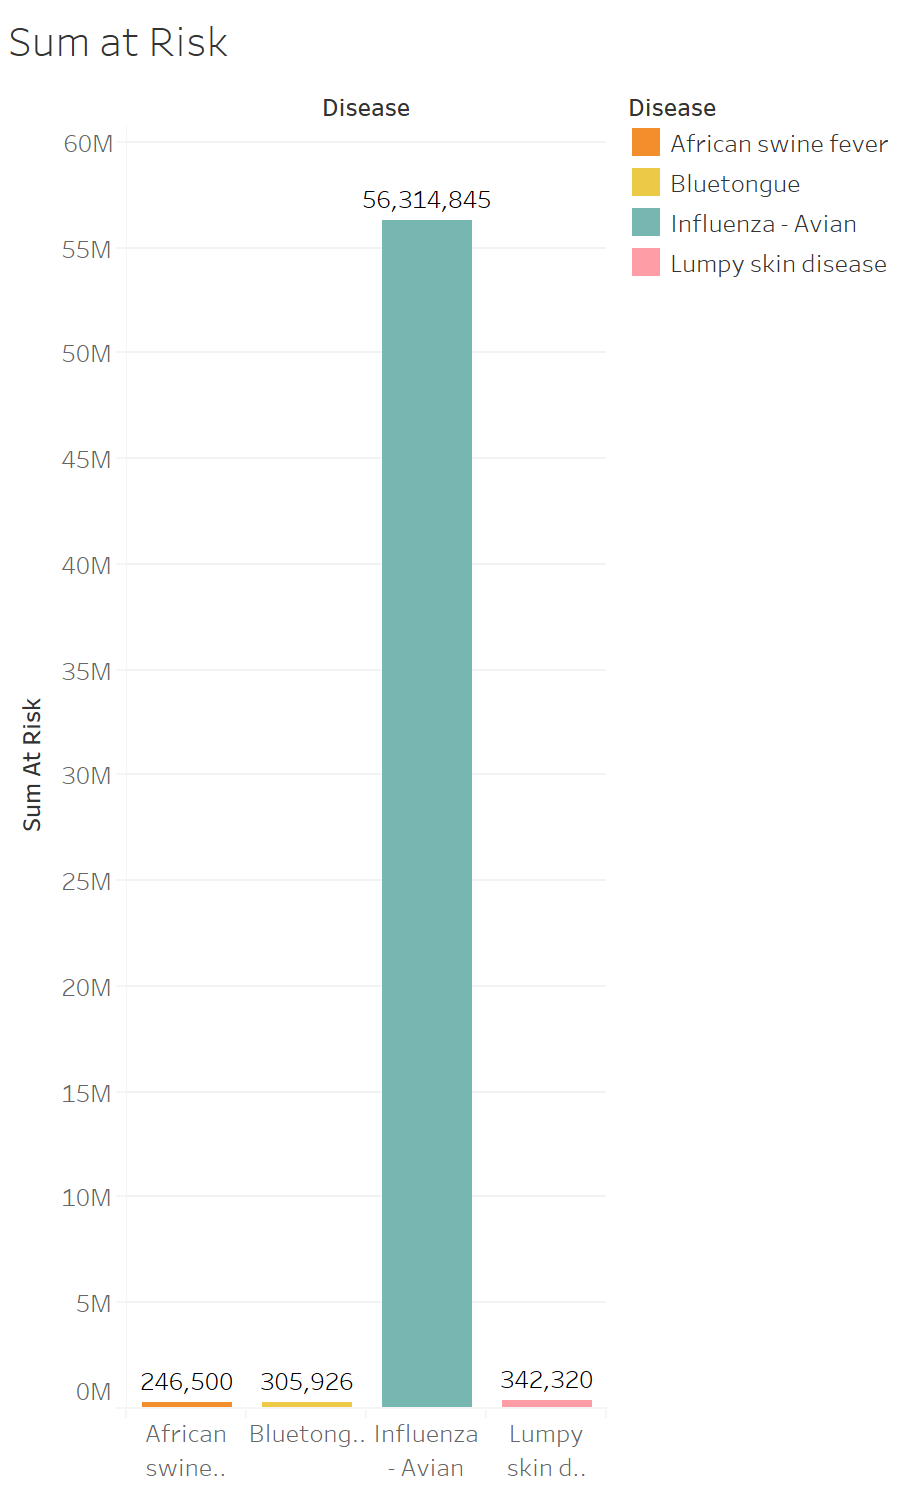 Sum at Risk
Disease
Disease
African swine fever
Bluetongue
Influenza - Avian
Lumpy skin disease
Sum At Risk
60M
55M
50M
45M
40M
35M
30M
25M
20M
15M
10M
5M
0M
56,314,845
246,500
305,926
342,320
African
swine..
Bluetong..
Influenza
- Avian
Lumpy
skin d..